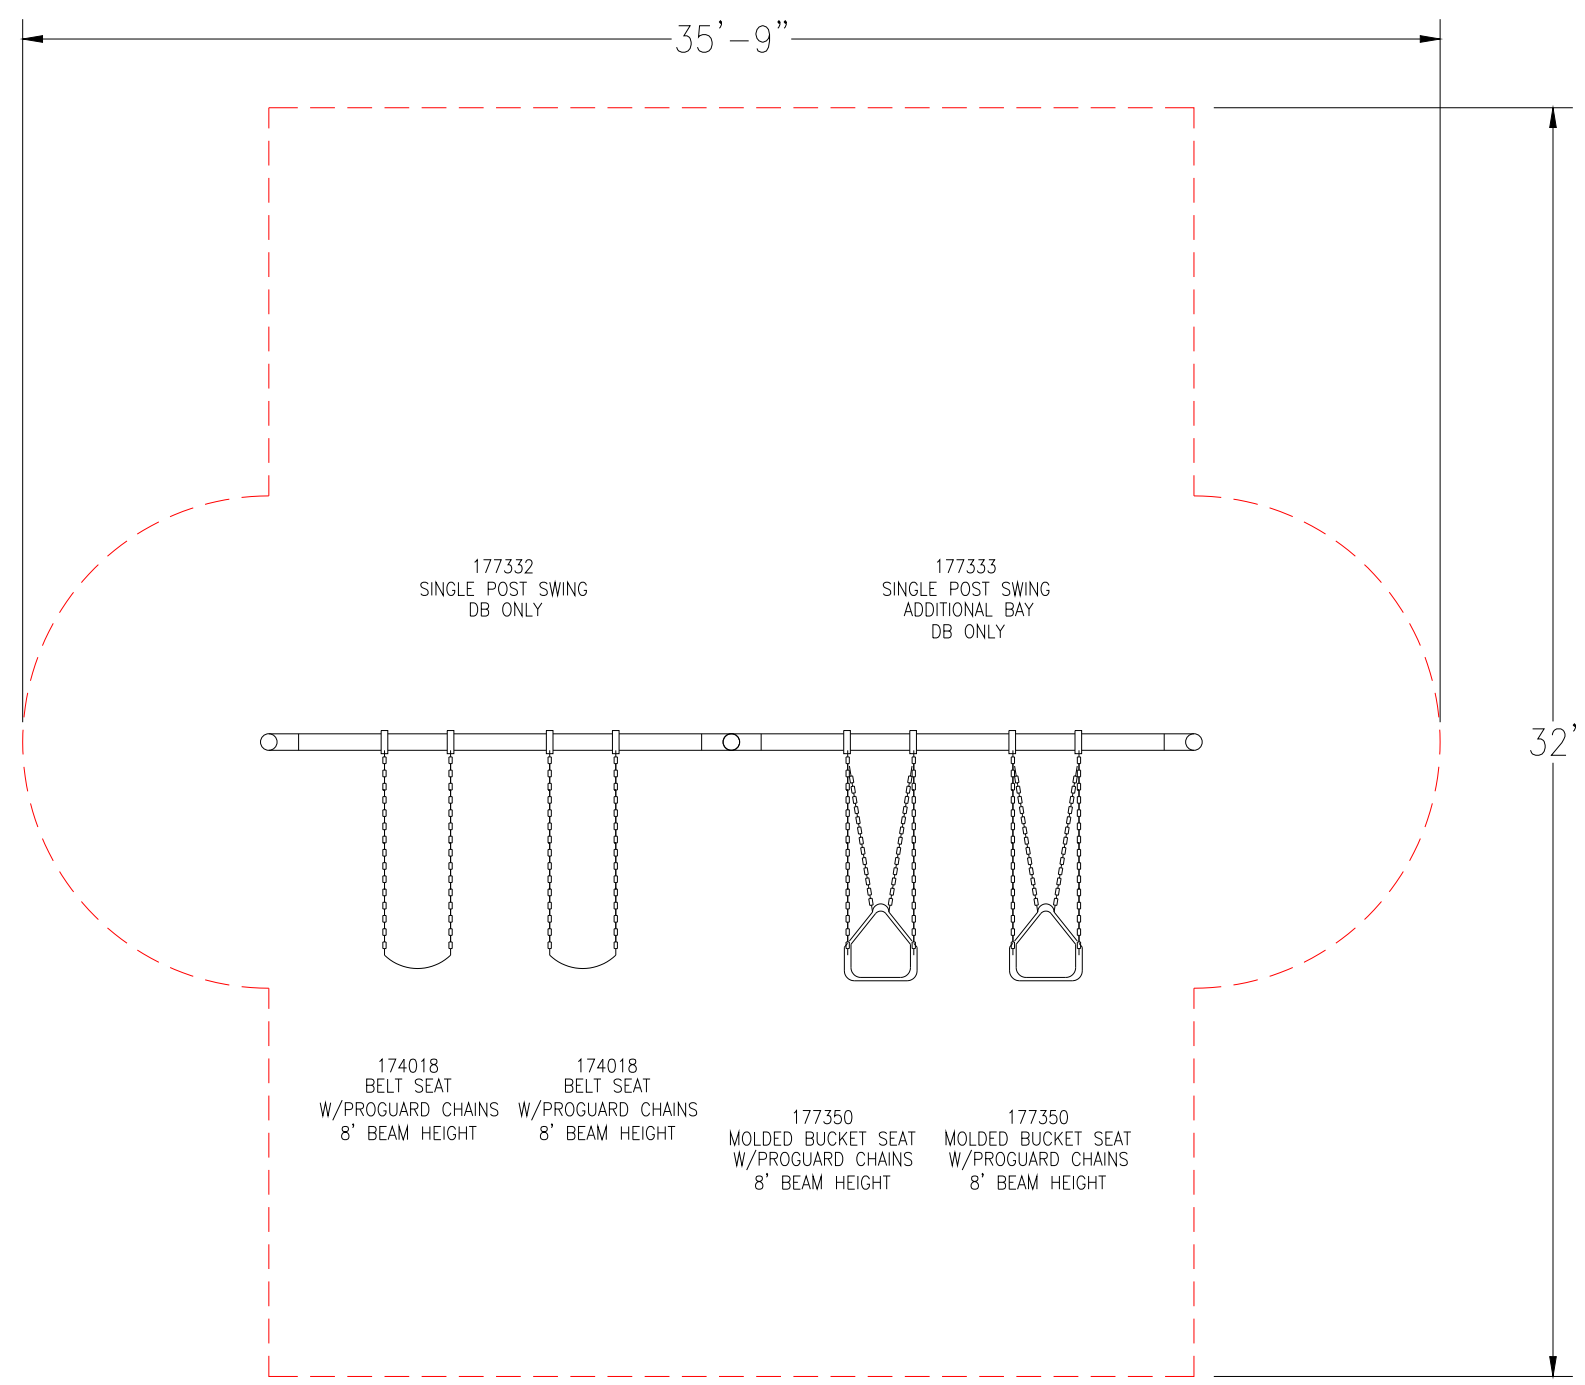 35'-9"
177332
SINGLE POST SWING
DB ONLY
177333
SINGLE POST SWING
ADDITIONAL BAY
DB ONLY
32'
174018
BELT SEAT
W/PROGUARD CHAINS
8' BEAM HEIGHT
174018
BELT SEAT
W/PROGUARD CHAINS
8' BEAM HEIGHT
177350
MOLDED BUCKET SEAT
W/PROGUARD CHAINS
8' BEAM HEIGHT
177350
MOLDED BUCKET SEAT
W/PROGUARD CHAINS
8' BEAM HEIGHT